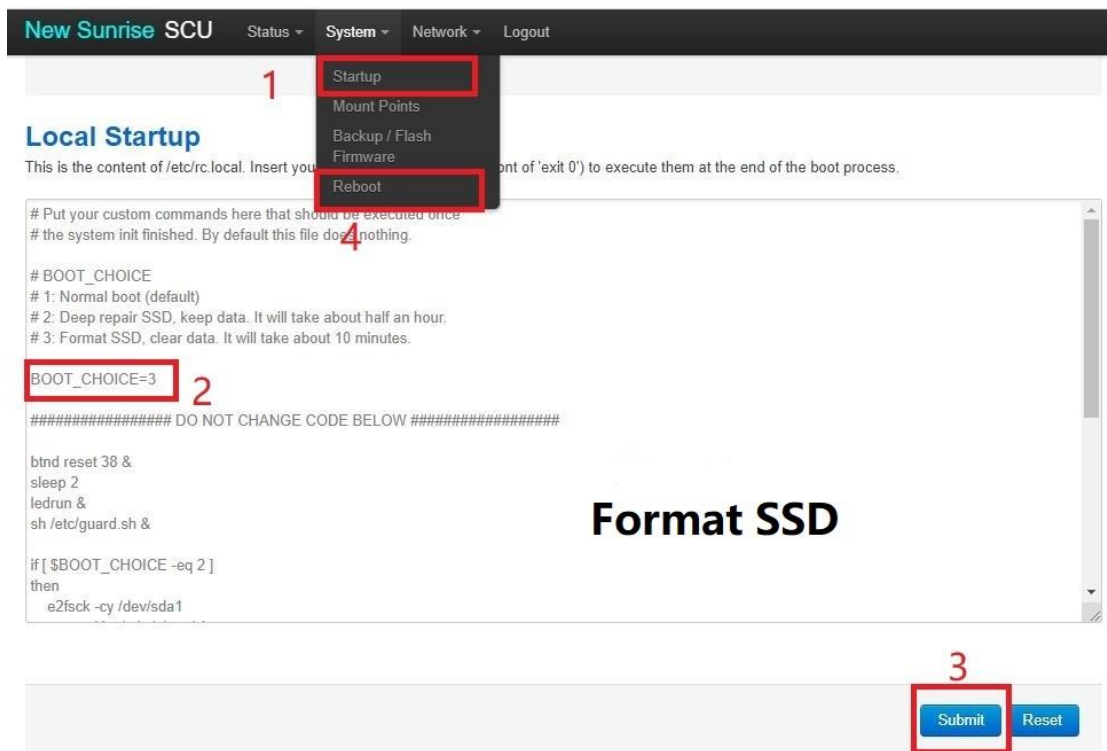 New Sunrise SCU Status System Network Logout
1
Startup
Mount Points
Backup / Flash
Firmware
Reboot
4
Local Startup
This is the content of /etc/rc.local. Insert you ont of 'exit 0') to execute them at the end of the boot process.
# Put your custom commands here that should be executed once
# the system init finished. By default this file does nothing.
# BOOT_CHOICE
# 1: Normal boot (default)
# 2: Deep repair SSD, keep data. It will take about half an hour.
# 3: Format SSD, clear data. It will take about 10 minutes.
BOOT_CHOICE=3
2
################# DO NOT CHANGE CODE BELOW ##################
btnd reset 38 &
sleep 2
ledrun &
sh /etc/guard.sh &
Format SSD
if [ $BOOT_CHOICE -eq 2 ]
then
e2fsck -cy /dev/sda1
3
Submit Reset